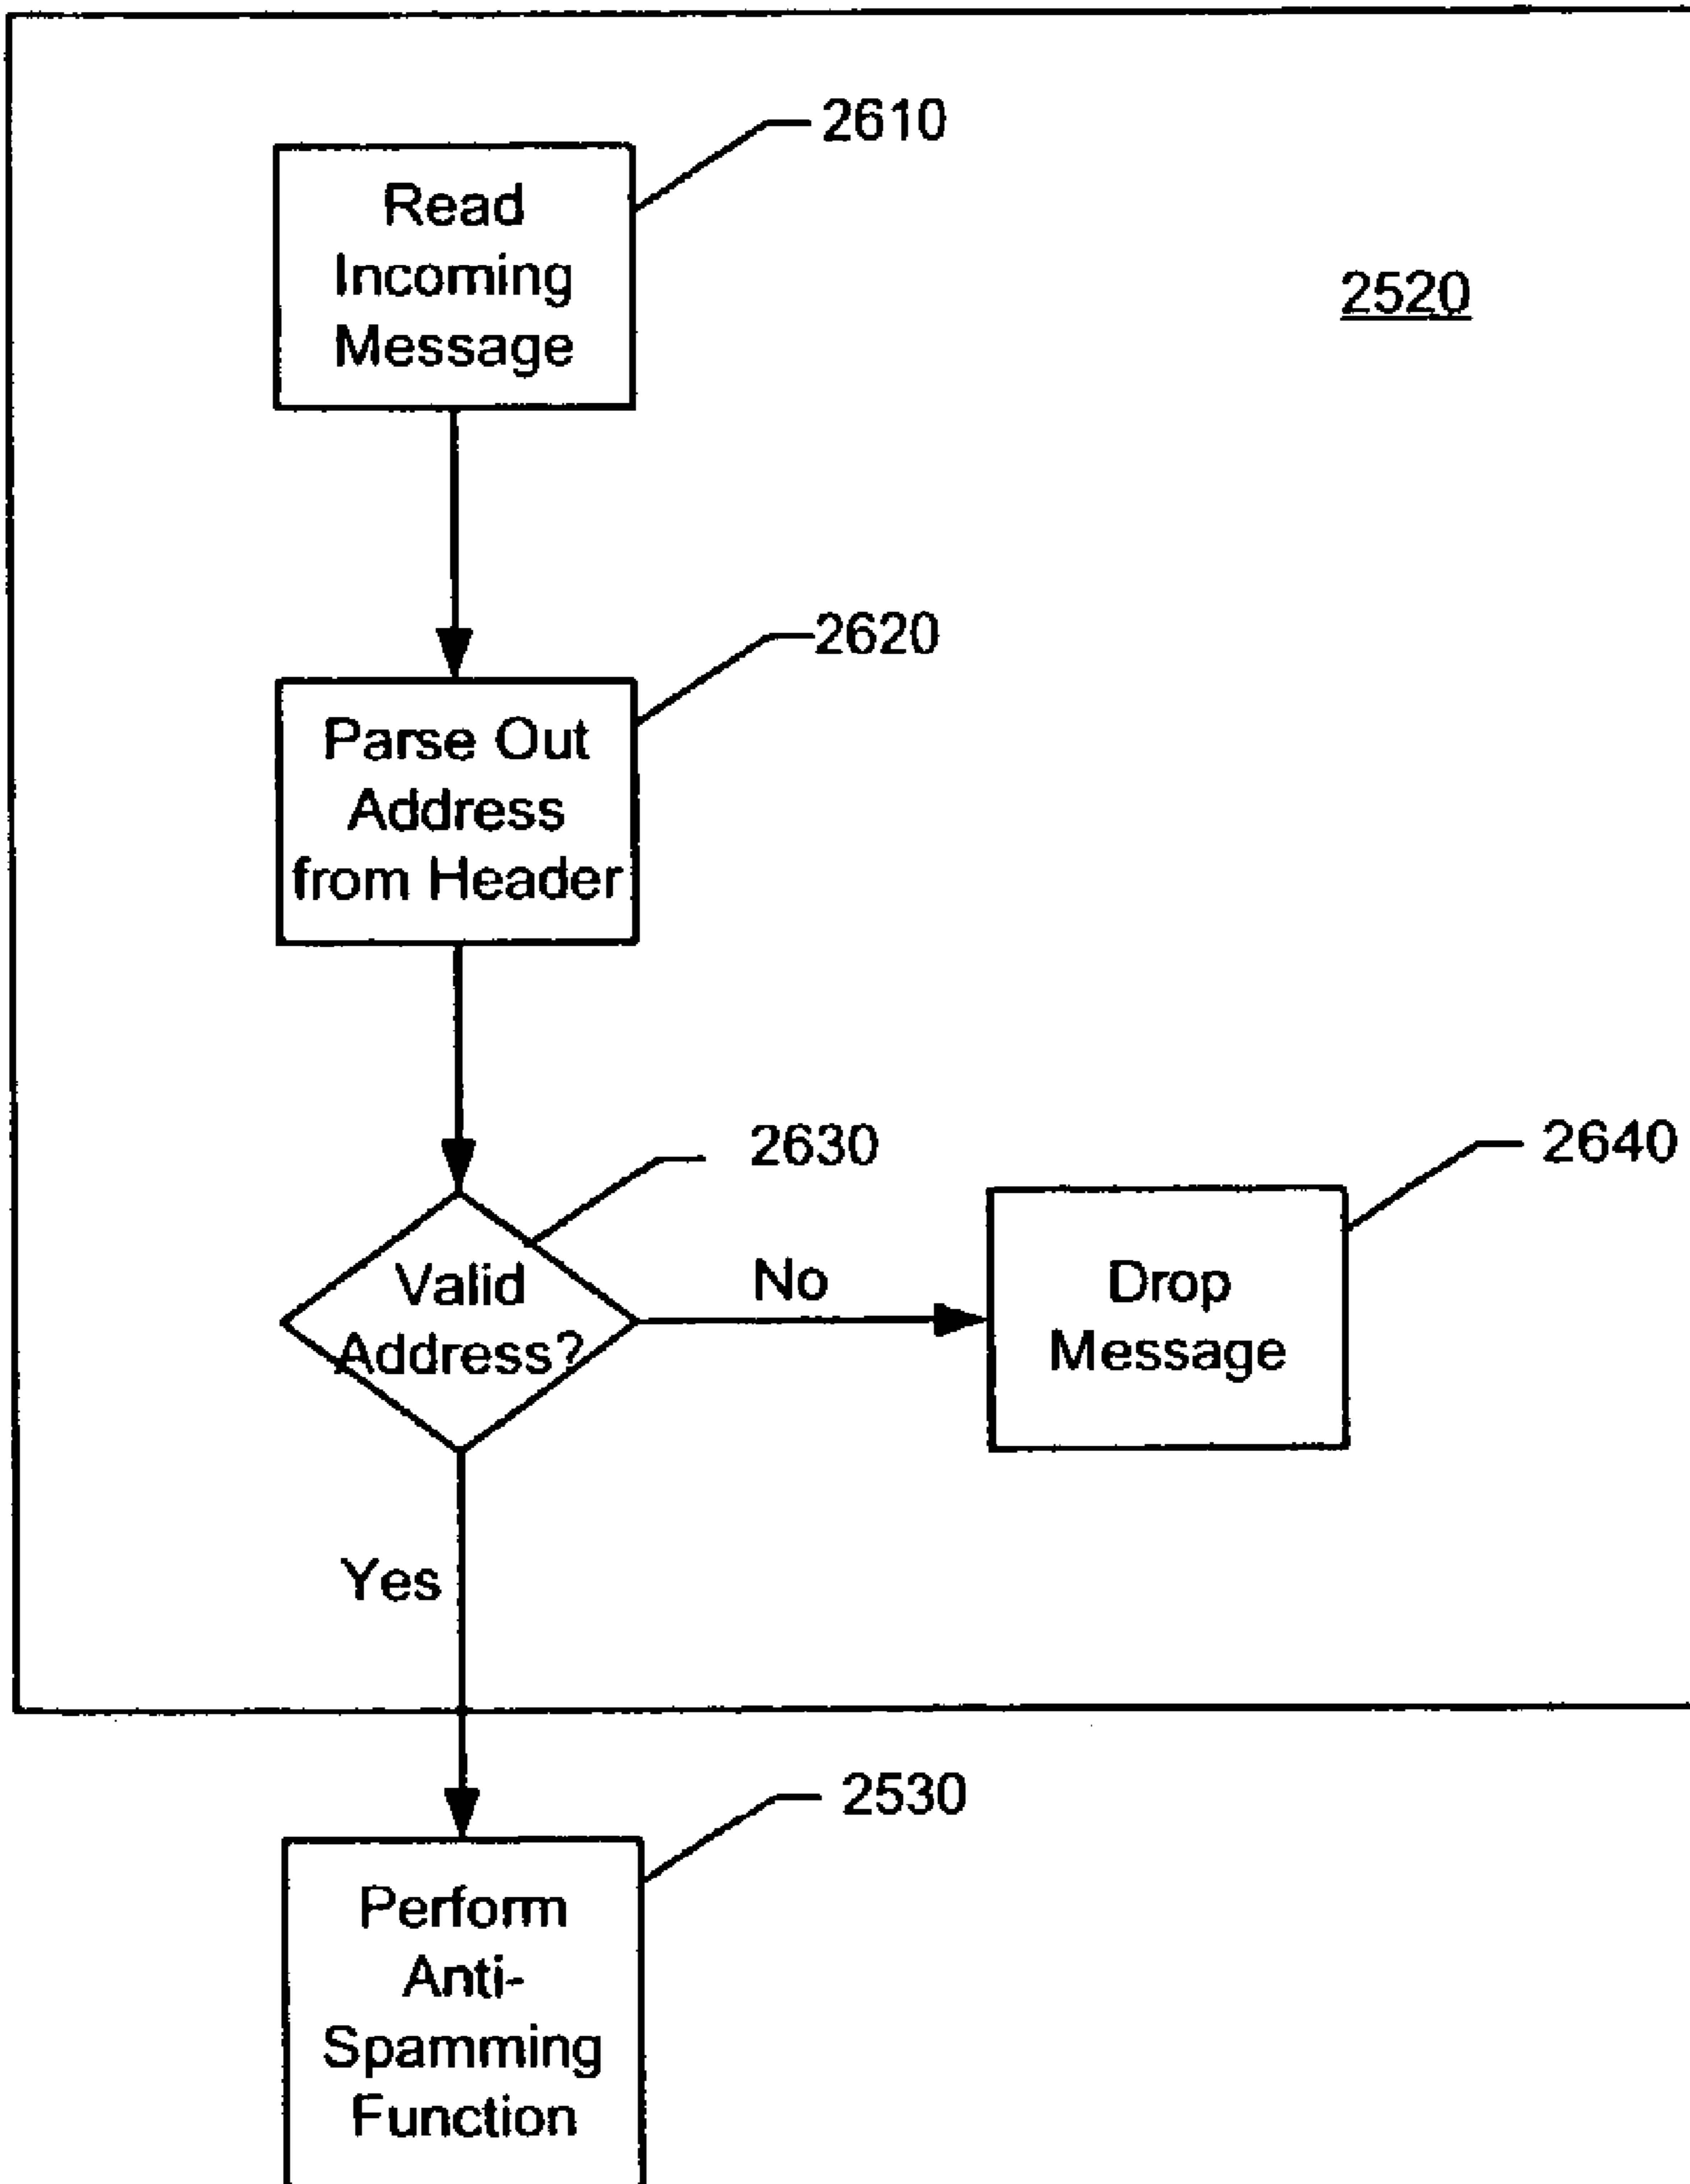 2610
Read
Incoming
Message
2520
2620
Parse Out
Address
from Header
2630
2640
Valid
Address?
No
Drop
Message
Yes
2530
Perform
Anti-
Spamming
Function